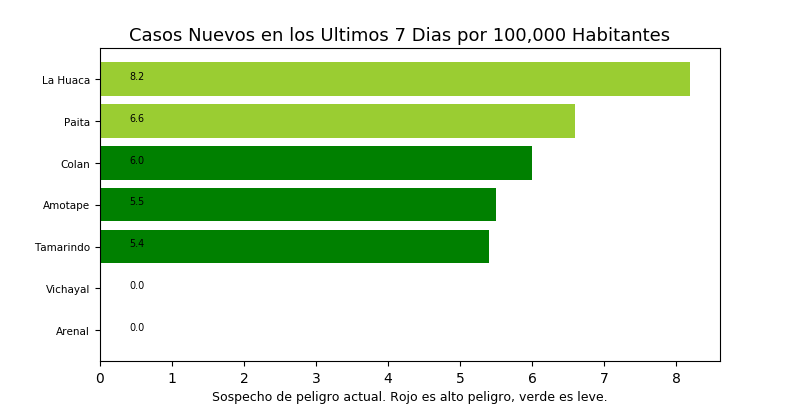 Casos Nuevos en los Ultimos 7 Dias por 100,000 Habitantes
La Huaca 8.2
Paita 6.6
Colan 6.0
Amotape 5.5
Tamarindo 5.4
Vichayal 0.0
Arenal 0.0
0 1 2 3 4 5 6 7 8
Sospecho de peligro actual. Rojo es alto peligro, verde es leve.